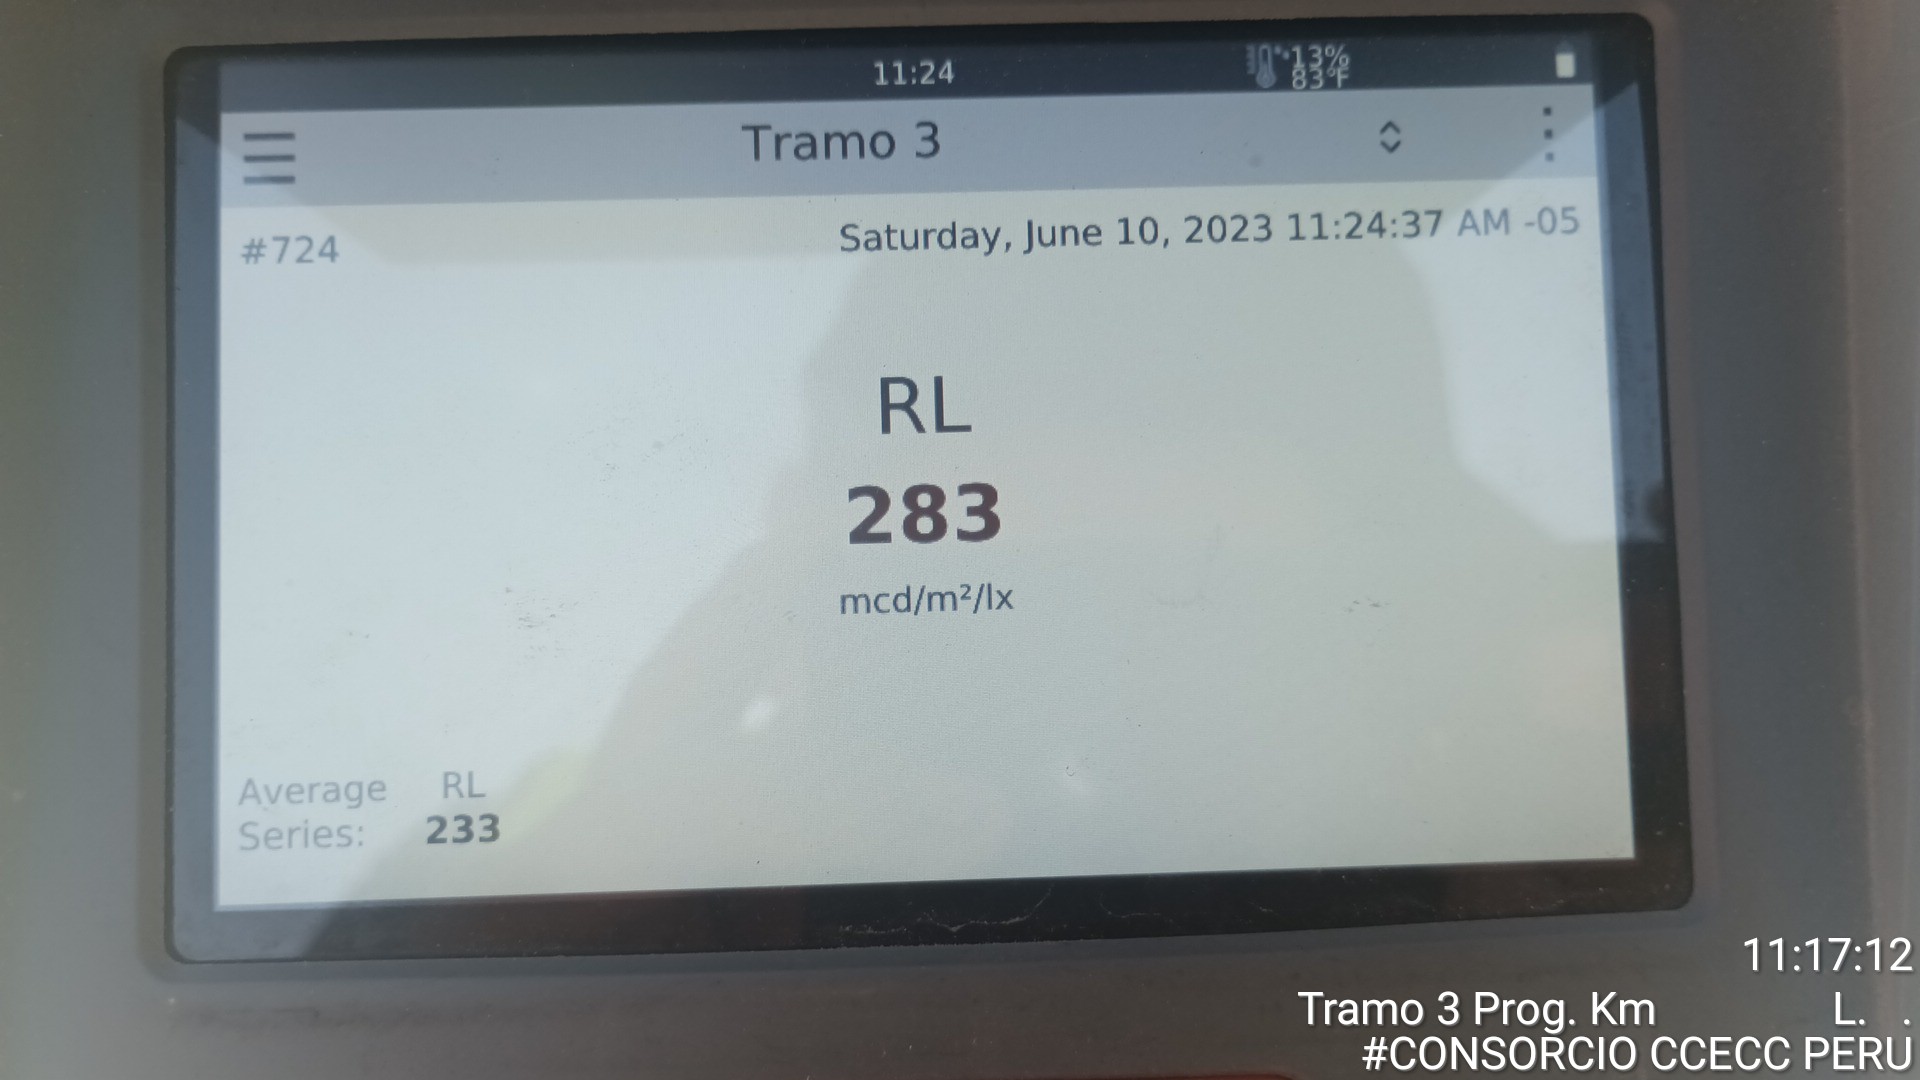 11:24
13%
83°F
Tramo 3
#724
Saturday, June 10, 2023 11:24:37 AM -05
RL
283
mcd/m²/lx
Average RL
Series: 233
11:17:12
Tramo 3 Prog. Km L. .
#CONSORCIO CCECC PERU